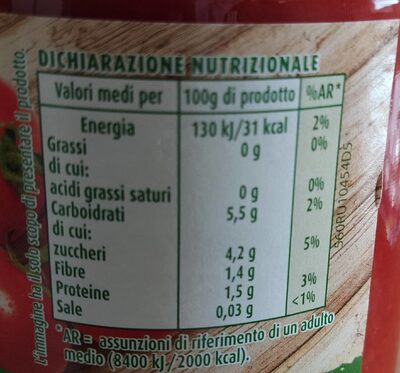 DICHIARAZIONE NUTRIZIONALE
Valori medi per 100g di prodotto %AR*
Energia 130 kJ/31 kcal 2%
Grassi 0 g 0%
di cui:
acidi grassi saturi 0 g 0%
Carboidrati 5,5 g 2%
di cui:
zuccheri 4,2 g 5%
Fibre 1,4 g
Proteine 1,5 g 3%
Sale 0,03 g <1%
*AR = assunzioni di riferimento di un adulto
medio (8400 kJ/2000 kcal).
L'immagine ha il solo scopo di presentare il prodotto.
560RU10454D5